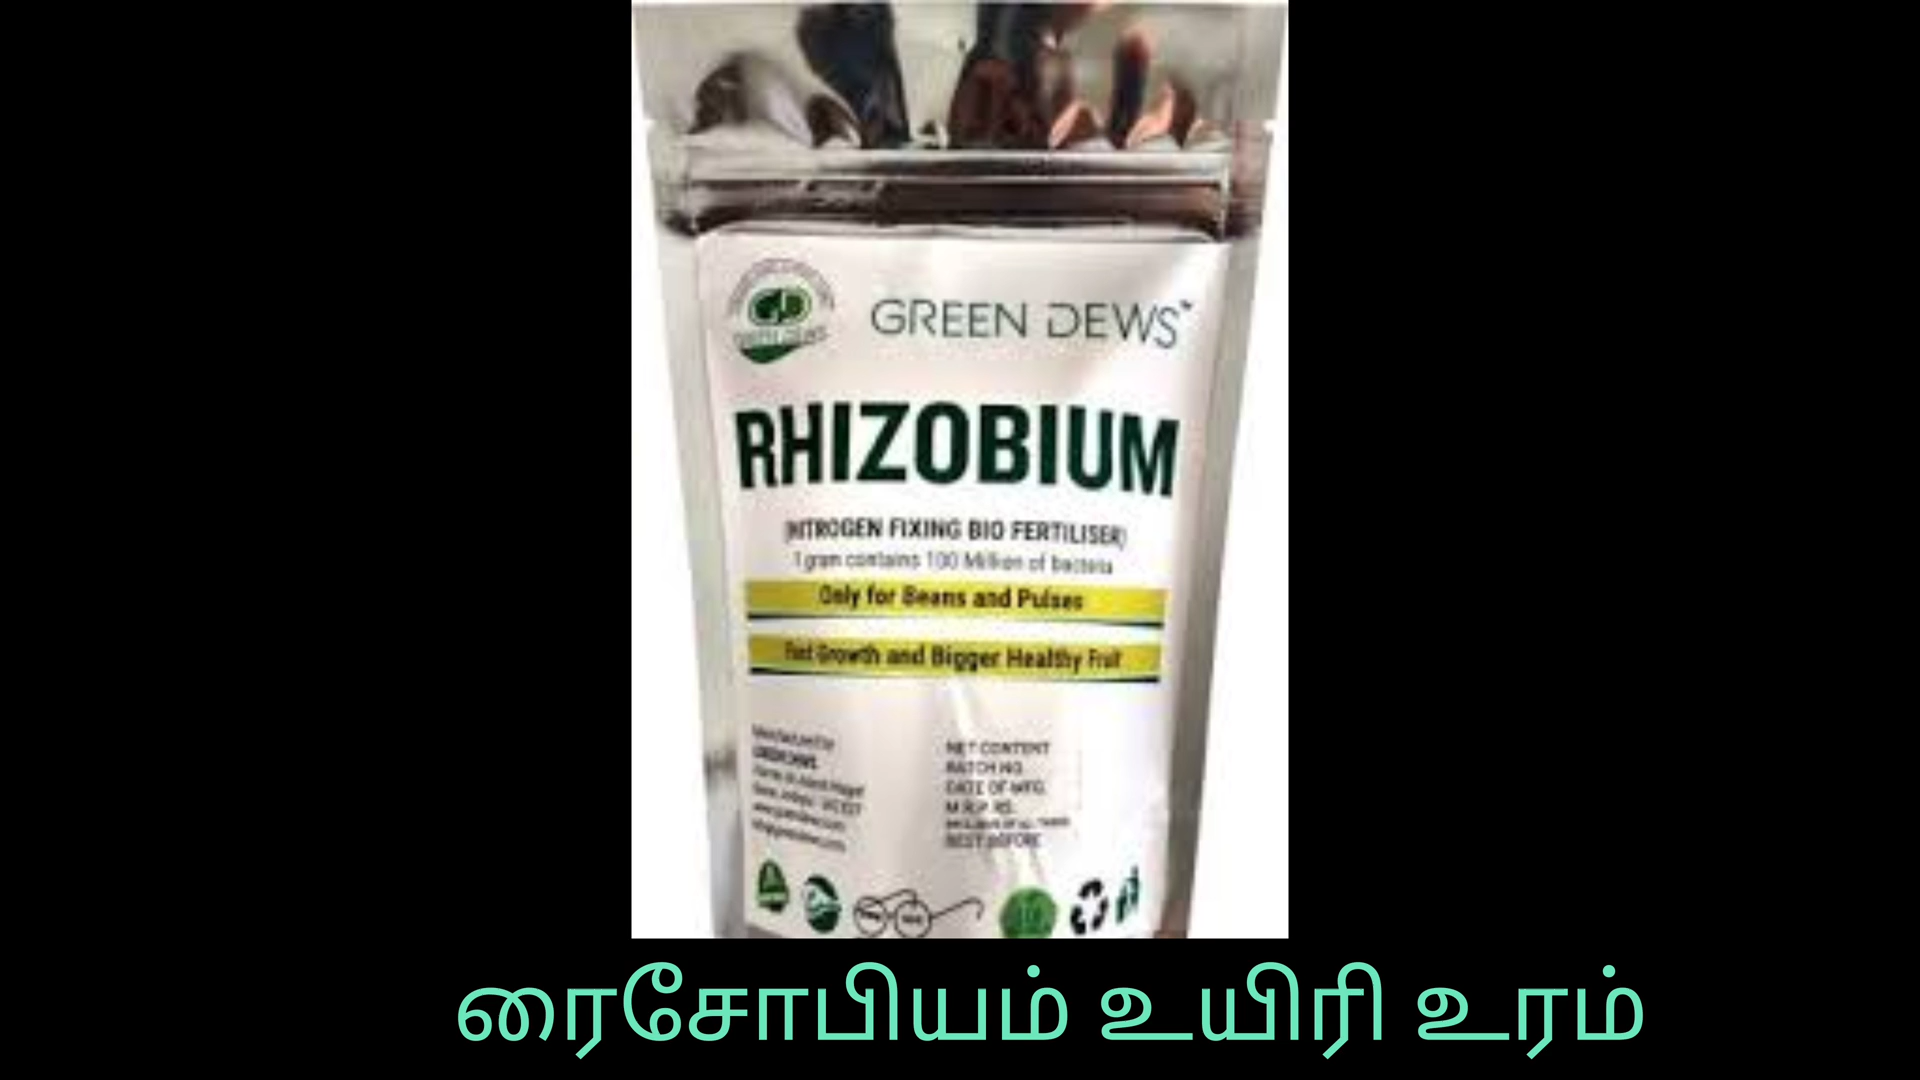 GREEN DEWS
RHIZOBIUM
(NITROGEN FIXING BIO FERTILISER)
1 gram contains 100 Million of bacteria
Only for Beans and Pulses
Fast Growth and Bigger Healthy Fruit
NET CONTENT
BATCH NO.
DATE OF MFG.
M.R.P. RS.
BEST BEFORE
ரைசோபியம் உயிரி உரம்